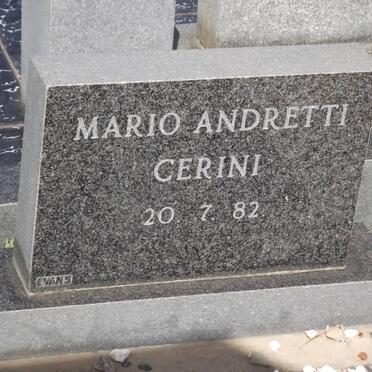 MARIO ANDRETTI
CERINI
20. 7. 82
EVANS